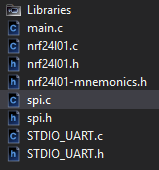 Libraries
main.c
nrf24l01.c
nrf24l01.h
nrf24l01-mnemonics.h
spi.c
spi.h
STDIO_UART.c
STDIO_UART.h